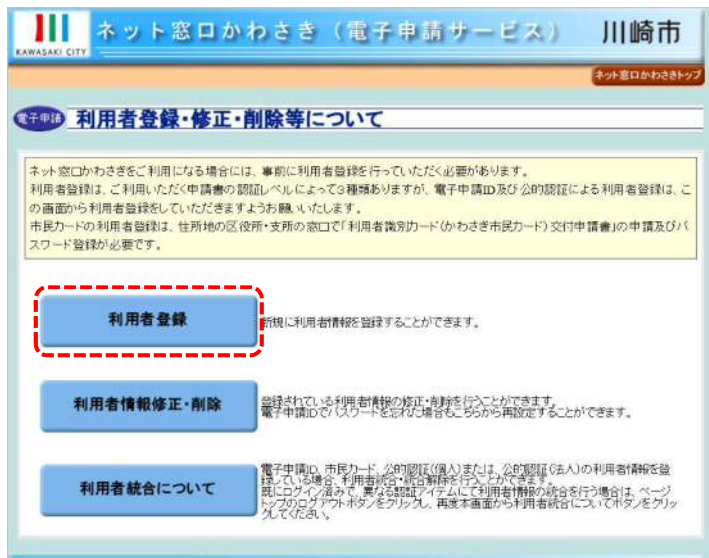 KAWASAKI CITY
ネット窓口かわさき（電子申請サービス）
川崎市
ネット窓口かわさきトップ
電子申請 利用者登録・修正・削除等について
ネット窓口かわさきをご利用になる場合には、事前に利用者登録を行っていただく必要があります。
利用者登録は、ご利用いただく申請書の認証レベルによって3種類ありますが、電子申請ID及び公的認証による利用者登録は、こ
の画面から利用者登録をしていただきますようお願いいたします。
市民カードの利用者登録は、住所地の区役所・支所の窓口で「利用者識別カード（かわさき市民カード）交付申請書」の申請及びパ
スワード登録が必要です。
利用者登録
新規に利用者情報を登録することができます。
利用者情報修正・削除
登録されている利用者情報の修正・削除を行うことができます。
電子申請IDでパスワードを忘れた場合もこちらから再設定することができます。
利用者統合について
電子申請ID、市民カード、公的認証（個人）または、公的認証（法人）の利用者情報を登
録している場合、利用者統合・統合解除を行うことができます。
既にログイン済みで、異なる認証アイテムにて利用者情報の統合を行う場合は、ページ
トップのログアウトボタンをクリックし、再度本画面から利用者統合についてボタンをクリッ
クしてください。